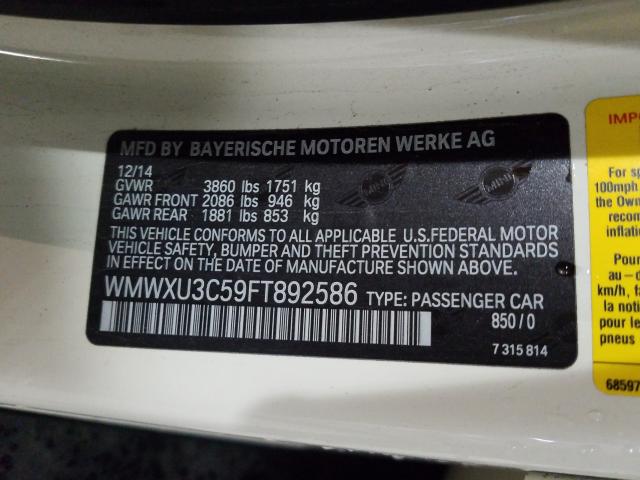 MFD BY BAYERISCHE MOTOREN WERKE AG
12/14
GVWR 3860 lbs 1751 kg
GAWR FRONT 2086 lbs 946 kg
GAWR REAR 1881 lbs 853 kg
THIS VEHICLE CONFORMS TO ALL APPLICABLE U.S.FEDERAL MOTOR
VEHICLE SAFETY, BUMPER AND THEFT PREVENTION STANDARDS
IN EFFECT ON THE DATE OF MANUFACTURE SHOWN ABOVE.
WMWXU3C59FT892586 TYPE: PASSENGER CAR
850/0
7 315 814
MINI
MINI
For
100mph
the Own
recom
inflatio
Pour
au -
km/h,
la notic
pour le
pneus
68597